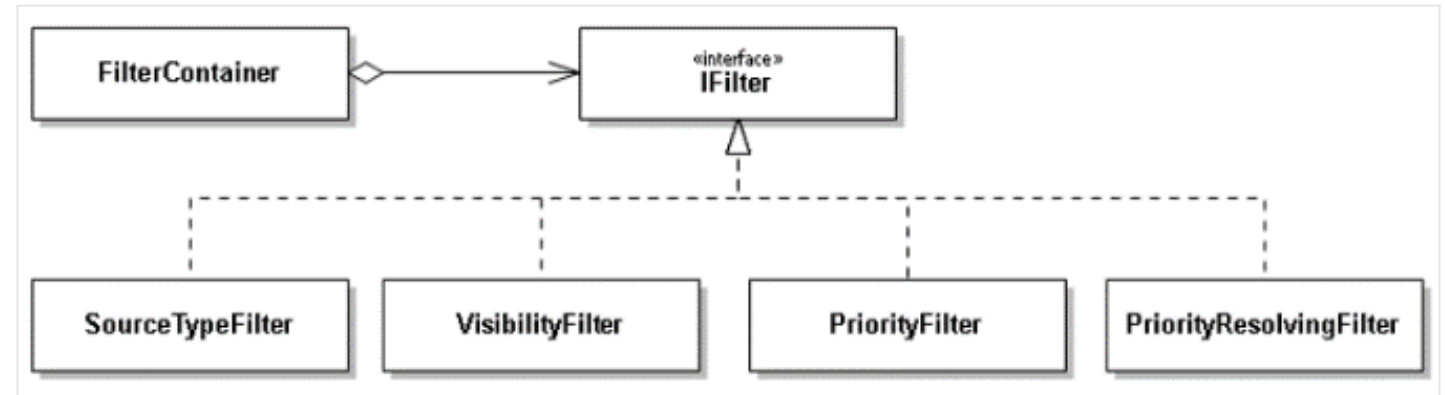 FilterContainer
«interface»
IFilter
SourceTypeFilter
VisibilityFilter
PriorityFilter
PriorityResolvingFilter